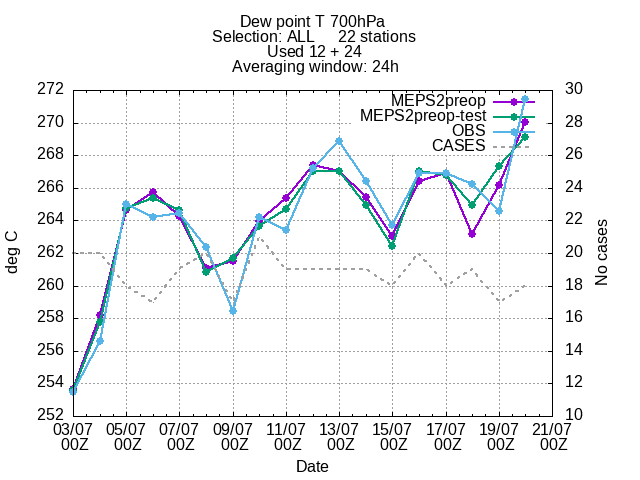 Dew point T 700hPa
Selection: ALL     22 stations
Used 12 + 24
Averaging window: 24h
MEPS2preop
MEPS2preop-test
OBS
CASES
272
270
268
266
264
262
260
258
256
254
252
deg C
30
28
26
24
22
20
18
16
14
12
10
No cases
03/07 05/07 07/07 09/07 11/07 13/07 15/07 17/07 19/07 21/07
00Z 00Z 00Z 00Z 00Z 00Z 00Z 00Z 00Z 00Z
Date